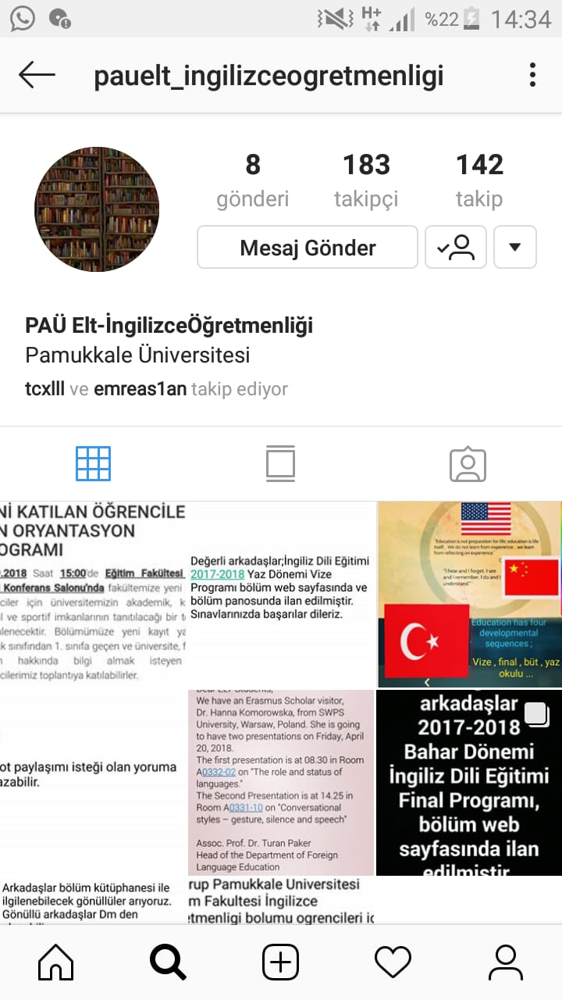 H+
%22
14:34
pauelt_ingilizceogretmenligi
8
183
142
gönderi
takipçi
takip
Mesaj Gönder
PAÜ Elt-İngilizceÖğretmenliği
Pamukkale Üniversitesi
tcxlll ve emreas1an takip ediyor
Nİ KATILAN ÖĞRENCİLE
N ORYANTASYON
OGRAMI
.2018 Saat 15:00'de Eğitim Fakültesi
Konferans Salonu'nda fakültemize yeni
ciler için üniversitemizin akademik, k
l ve sportif imkanlarının tanıtılacağı bir t
lenecektir. Bölümümüze yeni kayıt ya
k sınıfından 1. sınıfa geçen ve üniversite, f
hakkında bilgi almak isteyen
cilerimiz toplantıya katılabilirler.
Değerli arkadaşlar;İngiliz Dili Eğitimi
2017-2018 Yaz Dönemi Vize
Programı bölüm web sayfasında ve
bölüm panosunda ilan edilmiştir.
Sınavlarınızda başarılar dileriz.
"Education is not preparation for life; education is life
itself . We do not learn from experience.. we learn
from reflecting on experience."
"I hear and I forget. I see
and I remember. I do and I
understand."
Education has four
developmental
sequences ;
Vize , final , büt , yaz
okulu ...
ot paylaşımı isteği olan yoruma
azabilir.
Dear ELT Students,
We have an Erasmus Scholar visitor,
Dr. Hanna Komorowska, from SWPS
University, Warsaw, Poland. She is going
to have two presentations on Friday, April
20, 2018.
The first presentation is at 08.30 in Room
A0332-02 on "The role and status of
languages."
The Second Presentation is at 14.25 in
Room A0331-10 on "Conversational
styles – gesture, silence and speech"
Assoc. Prof. Dr. Turan Paker
Head of the Department of Foreign
Language Education
arkadaşlar
2017-2018
Bahar Dönemi
İngiliz Dili Eğitimi
Final Programı,
bölüm web
sayfasında ilan
edilmiştir
Arkadaşlar bölüm kütüphanesi ile
ilgilenebilecek gönüllüler arıyoruz.
Gönüllü arkadaşlar Dm den
rup Pamukkale Universitesi
m Fakultesi İngilizce
etmenligi bolumu ogrencileri iç